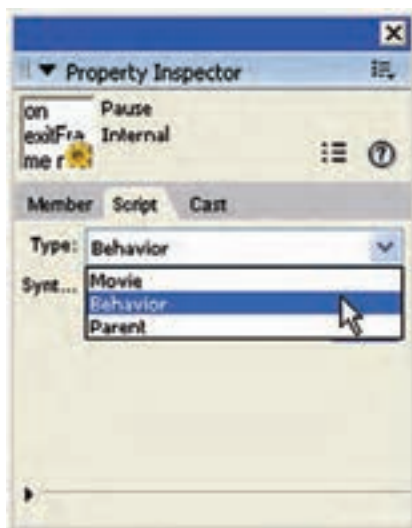 Property Inspector
on
exitFra
me r
Pause
Internal
Member Script Cast
Type: Behavior
Synt...
Movie
Behavior
Parent